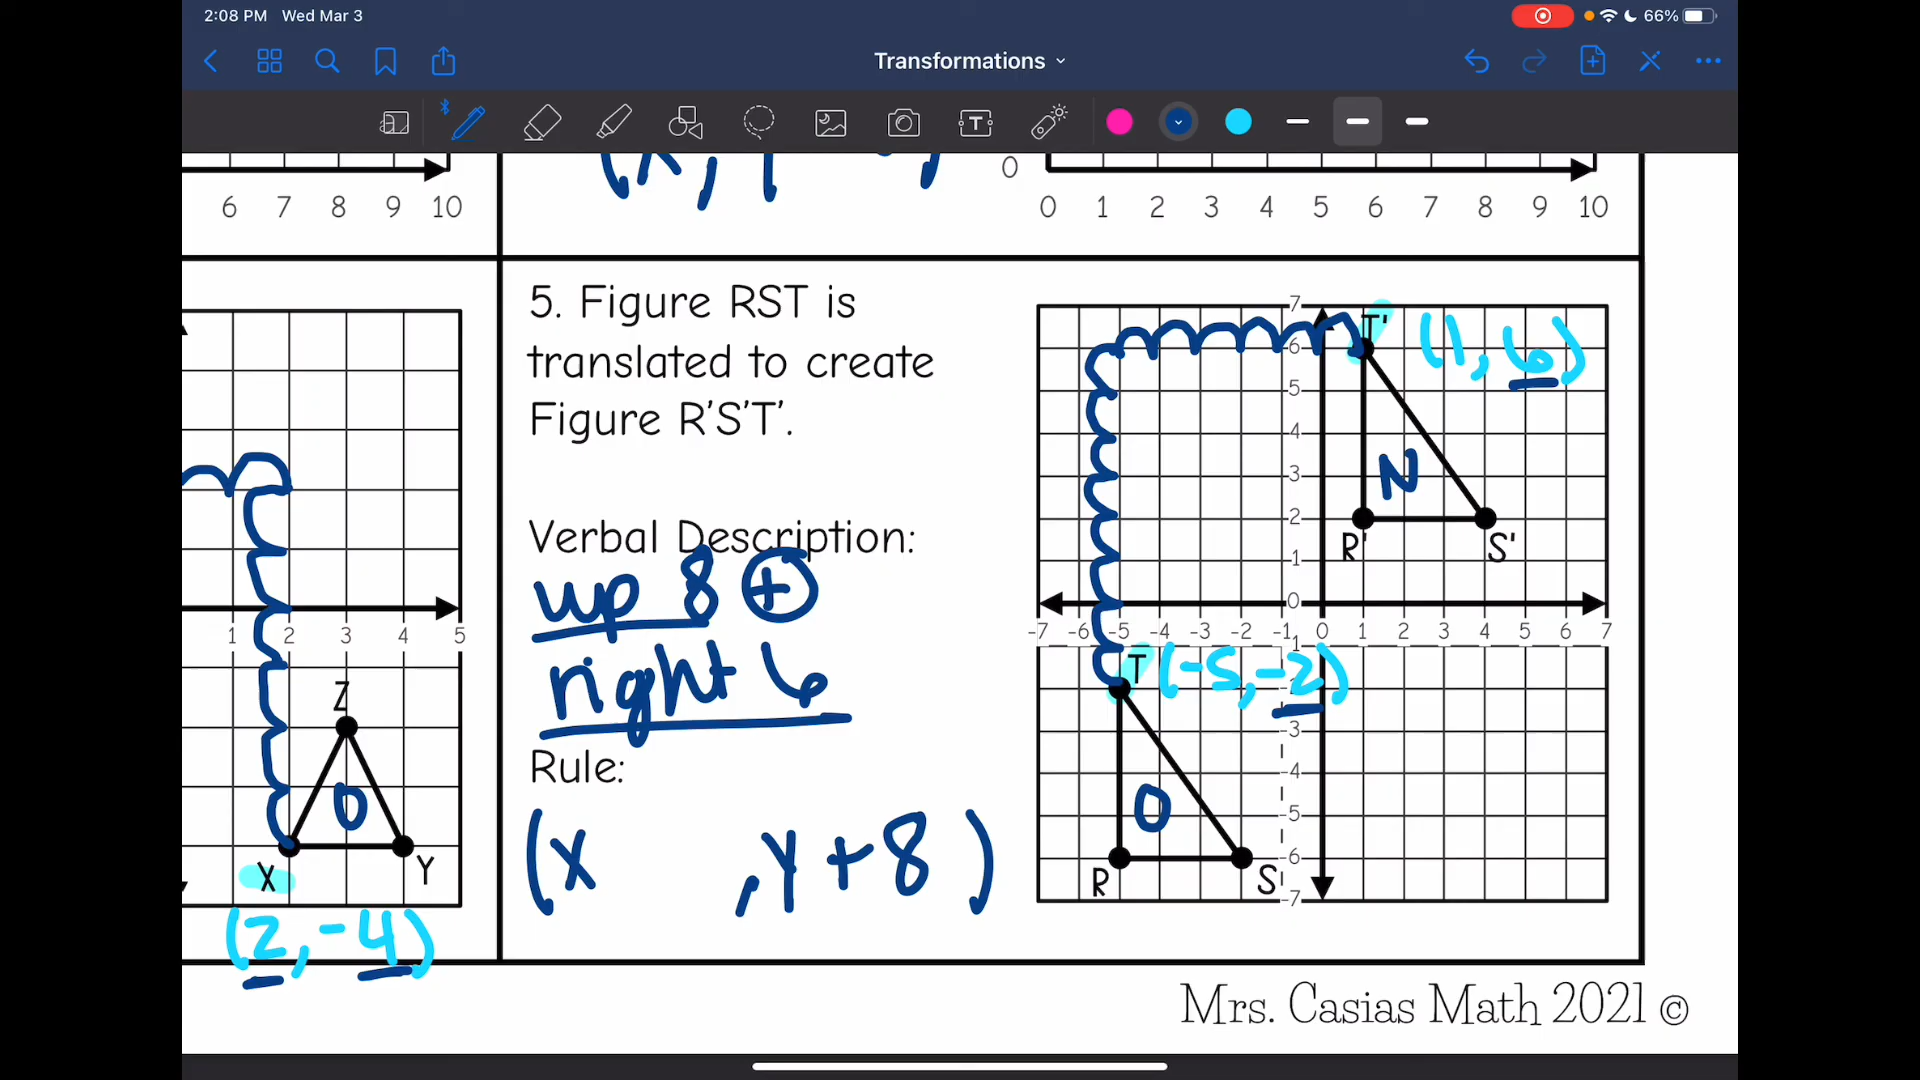 2:08 PM Wed Mar 3
66%
Transformations
T
0
6 7 8 9 10
0 1 2 3 4 5 6 7 8 9 10
5. Figure RST is
translated to create
Figure R'S'T'.
Verbal Description:
up 8 +
right 6
Rule:
(x , y + 8 )
1 2 3 4 5
Z
O
X
Y
(2, -4)
7
T' (1, 6)
6
5
4
3
N
2
R' S'
1
0
-7 -6 -5 -4 -3 -2 -1 0 1 2 3 4 5 6 7
T (-5, -2)
-3
-4
O
-5
-6
R S
-7
Mrs. Casias Math 2021 ©